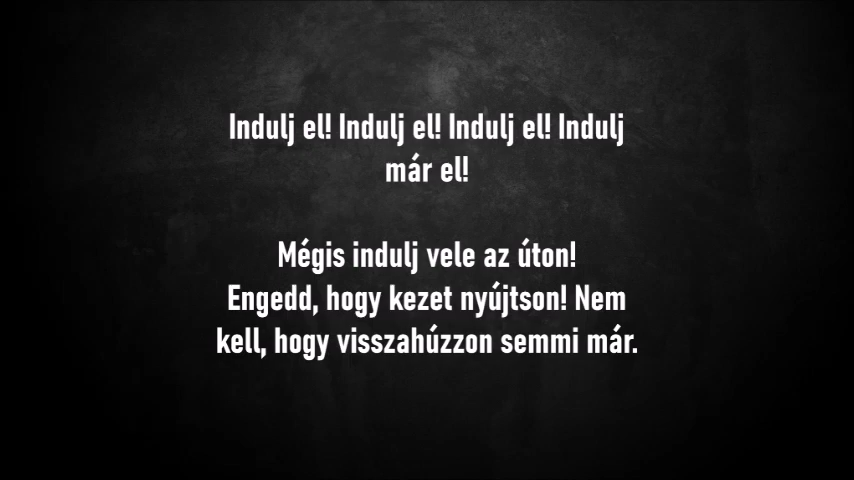 Indulj el! Indulj el! Indulj el! Indulj
már el!
Mégis indulj vele az úton!
Engedd, hogy kezet nyújtson! Nem
kell, hogy visszahúzzon semmi már.